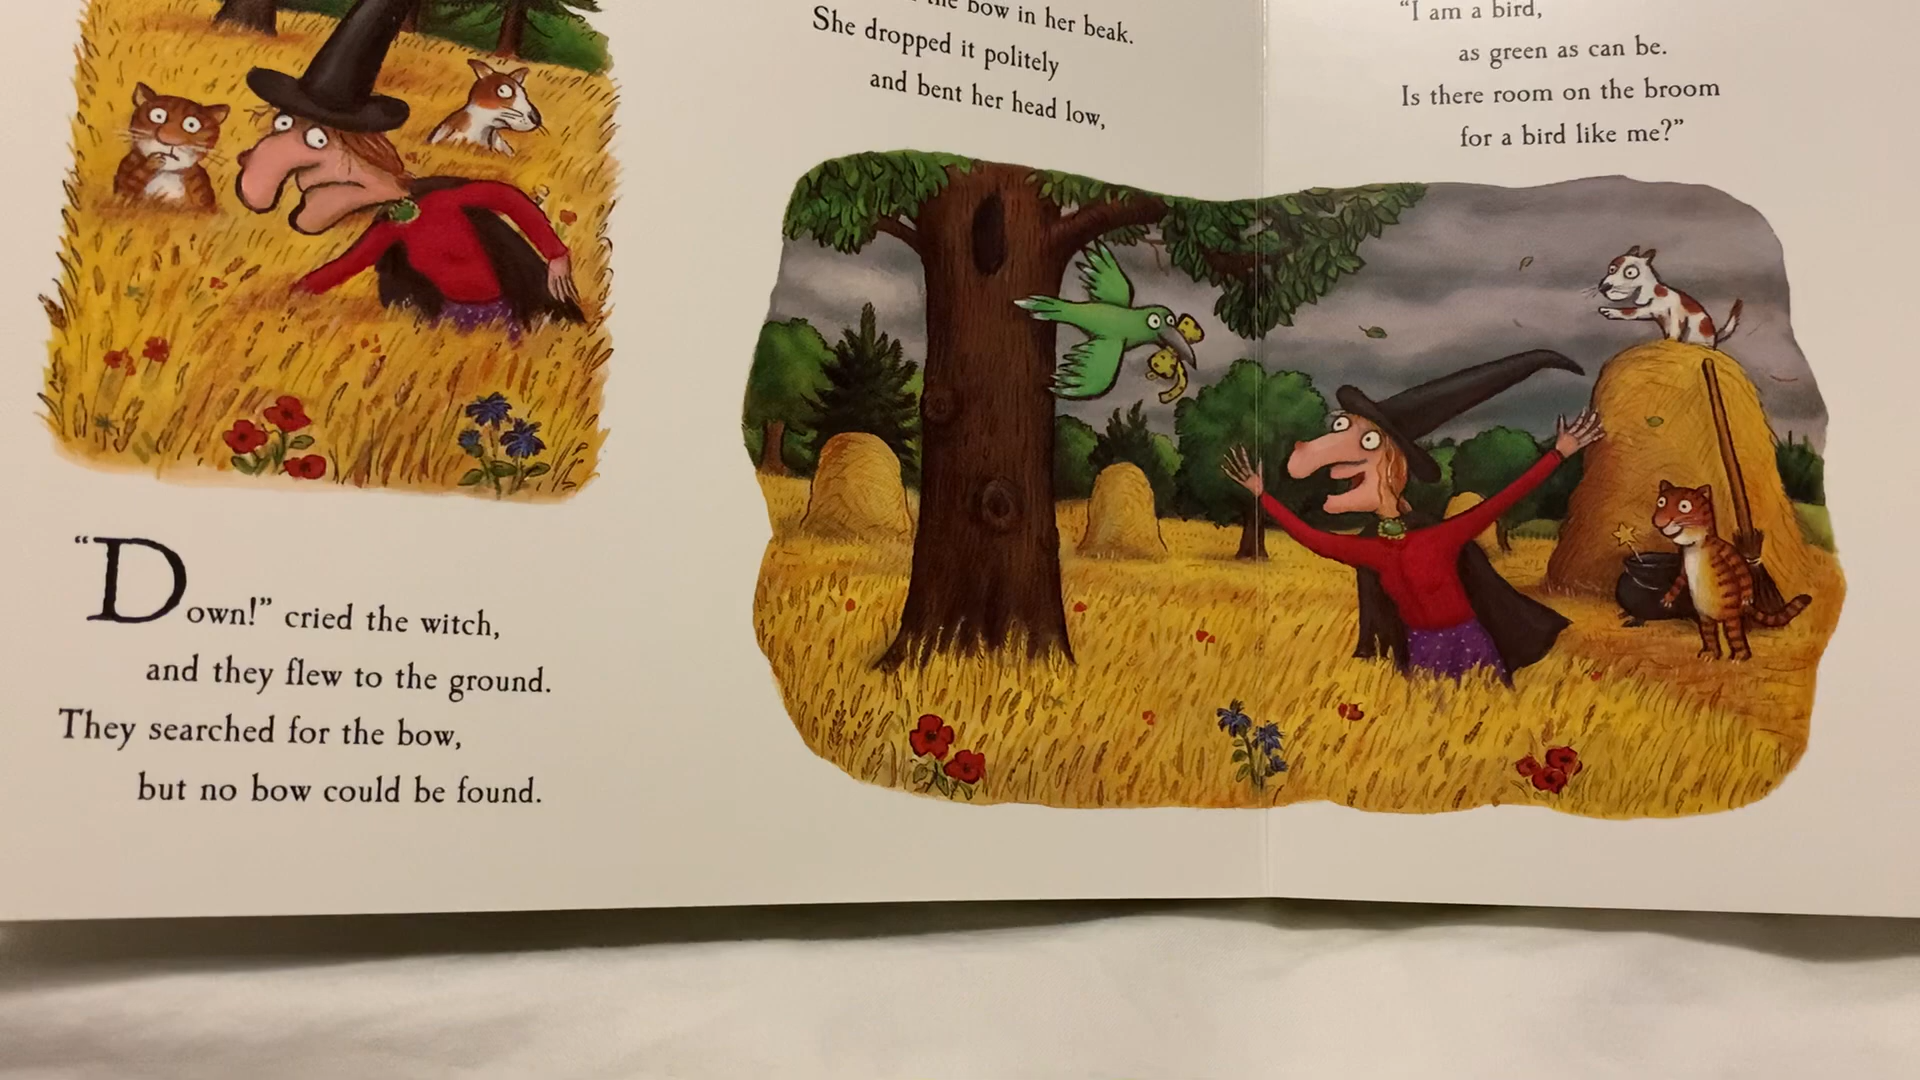 "Down!" cried the witch,
and they flew to the ground.
They searched for the bow,
but no bow could be found.
the bow in her beak.
She dropped it politely
and bent her head low,
"I am a bird,
as green as can be.
Is there room on the broom
for a bird like me?"